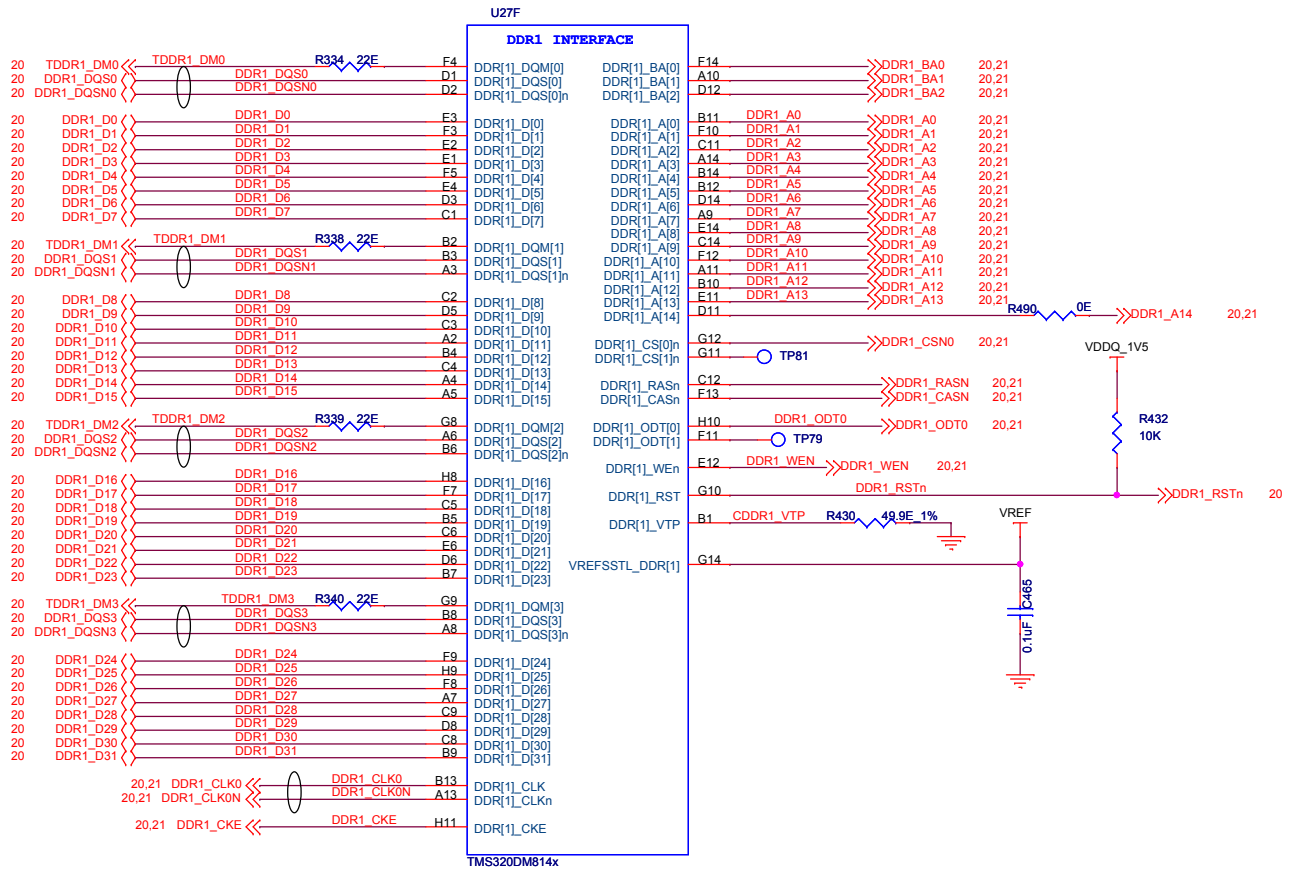 U27F
DDR1 INTERFACE
20 TDDR1_DM0 TDDR1_DM0 R334 22E F4 DDR[1]_DQM[0] DDR[1]_BA[0] F14 DDR1_BA0 20,21
20 DDR1_DQS0 DDR1_DQS0 D1 DDR[1]_DQS[0] DDR[1]_BA[1] A10 DDR1_BA1 20,21
20 DDR1_DQSN0 DDR1_DQSN0 D2 DDR[1]_DQS[0]n DDR[1]_BA[2] D12 DDR1_BA2 20,21
20 DDR1_D0 DDR1_D0 E3 DDR[1]_D[0] DDR[1]_A[0] B11 DDR1_A0 DDR1_A0 20,21
20 DDR1_D1 DDR1_D1 F3 DDR[1]_D[1] DDR[1]_A[1] F10 DDR1_A1 DDR1_A1 20,21
20 DDR1_D2 DDR1_D2 E2 DDR[1]_D[2] DDR[1]_A[2] C11 DDR1_A2 DDR1_A2 20,21
20 DDR1_D3 DDR1_D3 E1 DDR[1]_D[3] DDR[1]_A[3] A14 DDR1_A3 DDR1_A3 20,21
20 DDR1_D4 DDR1_D4 F5 DDR[1]_D[4] DDR[1]_A[4] B14 DDR1_A4 DDR1_A4 20,21
20 DDR1_D5 DDR1_D5 E4 DDR[1]_D[5] DDR[1]_A[5] B12 DDR1_A5 DDR1_A5 20,21
20 DDR1_D6 DDR1_D6 D3 DDR[1]_D[6] DDR[1]_A[6] D14 DDR1_A6 DDR1_A6 20,21
20 DDR1_D7 DDR1_D7 C1 DDR[1]_D[7] DDR[1]_A[7] A9 DDR1_A7 DDR1_A7 20,21
DDR[1]_A[8] E14 DDR1_A8 DDR1_A8 20,21
20 TDDR1_DM1 TDDR1_DM1 R338 22E B2 DDR[1]_DQM[1] DDR[1]_A[9] C14 DDR1_A9 DDR1_A9 20,21
20 DDR1_DQS1 DDR1_DQS1 B3 DDR[1]_DQS[1] DDR[1]_A[10] F12 DDR1_A10 DDR1_A10 20,21
20 DDR1_DQSN1 DDR1_DQSN1 A3 DDR[1]_DQS[1]n DDR[1]_A[11] A11 DDR1_A11 DDR1_A11 20,21
DDR[1]_A[12] B10 DDR1_A12 DDR1_A12 20,21
20 DDR1_D8 DDR1_D8 C2 DDR[1]_D[8] DDR[1]_A[13] E11 DDR1_A13 DDR1_A13 20,21
20 DDR1_D9 DDR1_D9 D5 DDR[1]_D[9] DDR[1]_A[14] D11 R490 0E DDR1_A14 20,21
20 DDR1_D10 DDR1_D10 C3 DDR[1]_D[10]
20 DDR1_D11 DDR1_D11 A2 DDR[1]_D[11] DDR[1]_CS[0]n G12 DDR1_CSN0 20,21
20 DDR1_D12 DDR1_D12 B4 DDR[1]_D[12] DDR[1]_CS[1]n G11 TP81 VDDQ_1V5
20 DDR1_D13 DDR1_D13 C4 DDR[1]_D[13]
20 DDR1_D14 DDR1_D14 A4 DDR[1]_D[14] DDR[1]_RASn C12 DDR1_RASN 20,21
20 DDR1_D15 DDR1_D15 A5 DDR[1]_D[15] DDR[1]_CASn F13 DDR1_CASN 20,21
20 TDDR1_DM2 TDDR1_DM2 R339 22E G8 DDR[1]_DQM[2] DDR[1]_ODT[0] H10 DDR1_ODT0 DDR1_ODT0 20,21 R432
20 DDR1_DQS2 DDR1_DQS2 A6 DDR[1]_DQS[2] DDR[1]_ODT[1] F11 TP79 10K
20 DDR1_DQSN2 DDR1_DQSN2 B6 DDR[1]_DQS[2]n
DDR[1]_WEn E12 DDR1_WEN DDR1_WEN 20,21
20 DDR1_D16 DDR1_D16 H8 DDR[1]_D[16]
20 DDR1_D17 DDR1_D17 F7 DDR[1]_D[17] DDR[1]_RST G10 DDR1_RSTn DDR1_RSTn 20
20 DDR1_D18 DDR1_D18 C5 DDR[1]_D[18]
20 DDR1_D19 DDR1_D19 B5 DDR[1]_D[19] DDR[1]_VTP B1 CDDR1_VTP R430 49.9E_1% VREF
20 DDR1_D20 DDR1_D20 C6 DDR[1]_D[20]
20 DDR1_D21 DDR1_D21 E6 DDR[1]_D[21]
20 DDR1_D22 DDR1_D22 D6 DDR[1]_D[22] VREFSSTL_DDR[1] G14
20 DDR1_D23 DDR1_D23 B7 DDR[1]_D[23]
20 TDDR1_DM3 TDDR1_DM3 R340 22E G9 DDR[1]_DQM[3] C465
20 DDR1_DQS3 DDR1_DQS3 B8 DDR[1]_DQS[3] 0.1uF
20 DDR1_DQSN3 DDR1_DQSN3 A8 DDR[1]_DQS[3]n
20 DDR1_D24 DDR1_D24 F9 DDR[1]_D[24]
20 DDR1_D25 DDR1_D25 H9 DDR[1]_D[25]
20 DDR1_D26 DDR1_D26 F8 DDR[1]_D[26]
20 DDR1_D27 DDR1_D27 A7 DDR[1]_D[27]
20 DDR1_D28 DDR1_D28 C9 DDR[1]_D[28]
20 DDR1_D29 DDR1_D29 D8 DDR[1]_D[29]
20 DDR1_D30 DDR1_D30 C8 DDR[1]_D[30]
20 DDR1_D31 DDR1_D31 B9 DDR[1]_D[31]
20,21 DDR1_CLK0 DDR1_CLK0 B13 DDR[1]_CLK
20,21 DDR1_CLK0N DDR1_CLK0N A13 DDR[1]_CLKn
20,21 DDR1_CKE DDR1_CKE H11 DDR[1]_CKE
TMS320DM814x